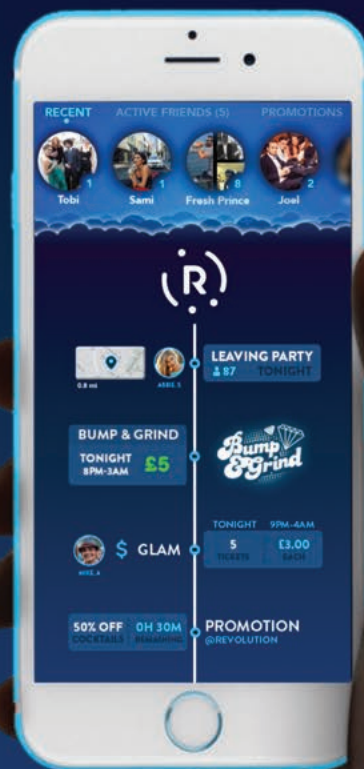 RECENT ACTIVE FRIENDS (5) PROMOTIONS
1 1 8 2
Tobi Sami Fresh Prince Joel
R
LEAVING PARTY
87 TONIGHT
0.8 mi
ABBIE.S
BUMP & GRIND
TONIGHT
8PM-3AM
£5
Bump
&Grind
TONIGHT 9PM-4AM
$ GLAM
5 £3.00
TICKETS EACH
MIKE.A
50% OFF 0H 30M
COCKTAILS REMAINING
PROMOTION
@REVOLUTION